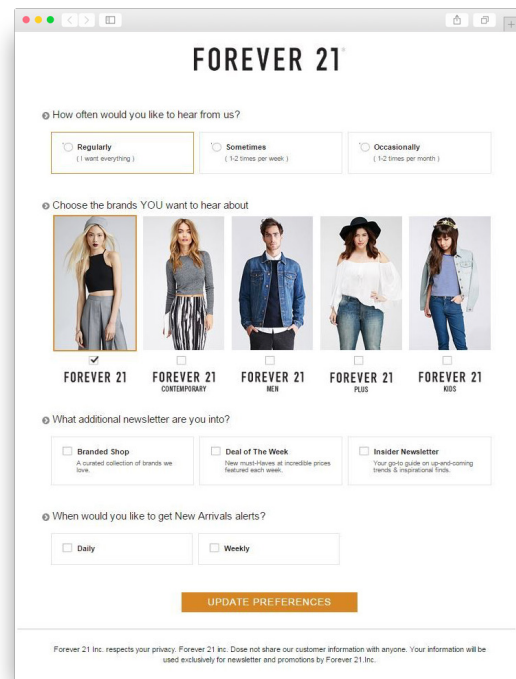 FOREVER 21
How often would you like to hear from us?
Regularly
( I want everything )
Sometimes
( 1-2 times per week )
Occasionally
( 1-2 times per month )
Choose the brands YOU want to hear about
FOREVER 21
FOREVER 21
CONTEMPORARY
FOREVER 21
MEN
FOREVER 21
PLUS
FOREVER 21
KIDS
What additional newsletter are you into?
Branded Shop
A curated collection of brands we
love.
Deal of The Week
New must-Haves at incredible prices
featured each week.
Insider Newsletter
Your go-to guide on up-and-coming
trends & inspirational finds.
When would you like to get New Arrivals alerts?
Daily
Weekly
UPDATE PREFERENCES
Forever 21 Inc. respects your privacy. Forever 21 inc. Dose not share our customer information with anyone. Your information will be
used exclusively for newsletter and promotions by Forever 21.Inc.